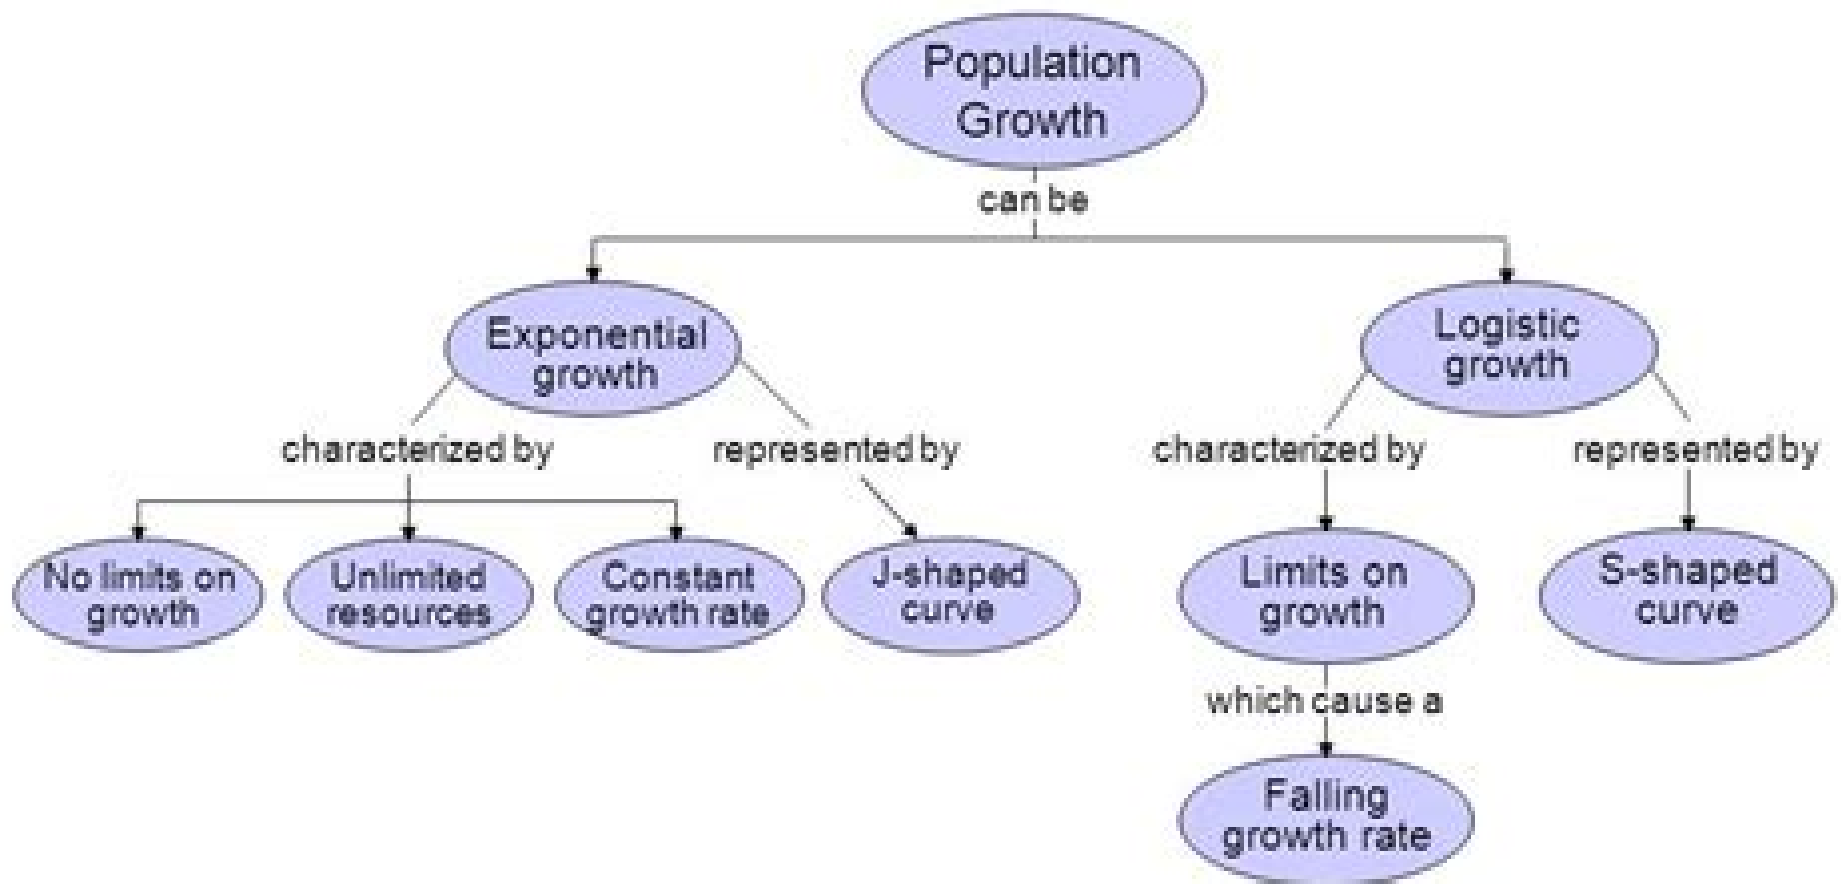 Population
Growth
can be
Exponential
growth
Logistic
growth
characterized by
represented by
characterized by
represented by
No limits on
growth
Unlimited
resources
Constant
growth rate
J-shaped
curve
Limits on
growth
S-shaped
curve
which cause a
Falling
growth rate